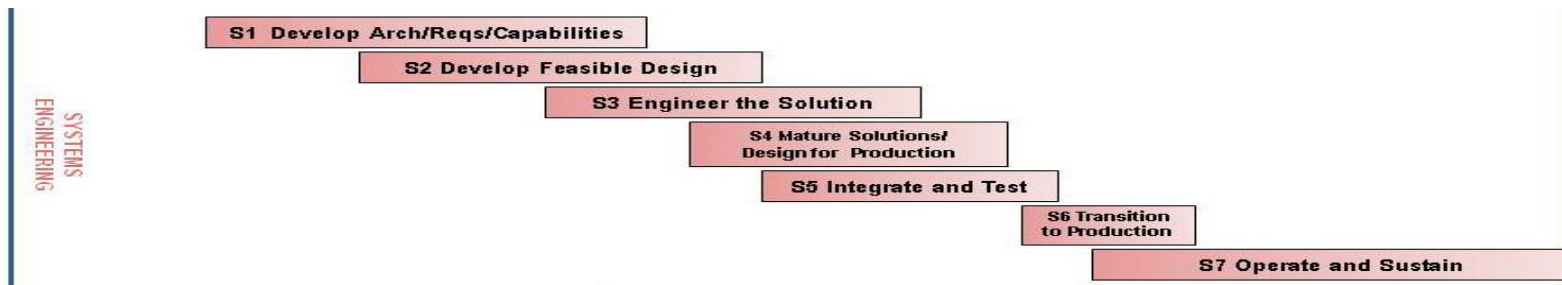 S1 Develop Arch/Reqs/Capabilities
S2 Develop Feasible Design
S3 Engineer the Solution
S4 Mature Solutions/
Design for Production
S5 Integrate and Test
S6 Transition
to Production
S7 Operate and Sustain
SYSTEMS
ENGINEERING